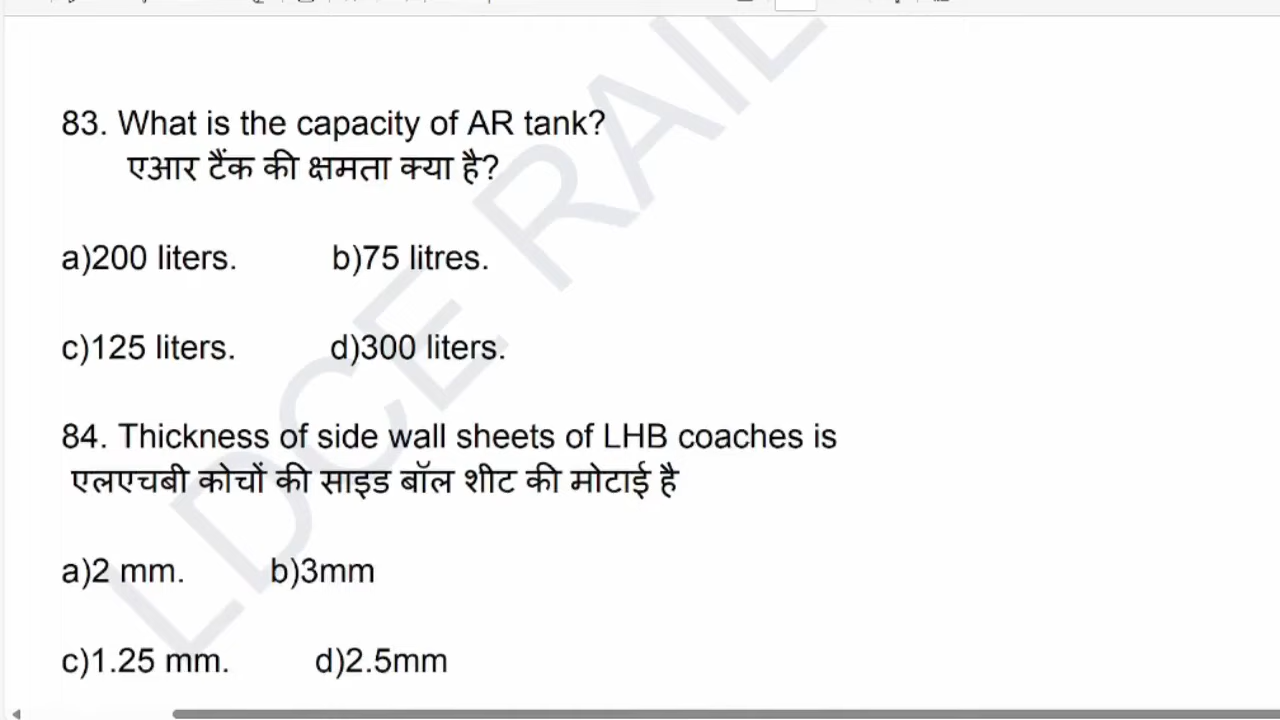 83. What is the capacity of AR tank?
एआर टैंक की क्षमता क्या है?
a)200 liters. b)75 litres.
c)125 liters. d)300 liters.
84. Thickness of side wall sheets of LHB coaches is
एलएचबी कोचों की साइड बॉल शीट की मोटाई है
a)2 mm. b)3mm
c)1.25 mm. d)2.5mm
LDCE RAIL